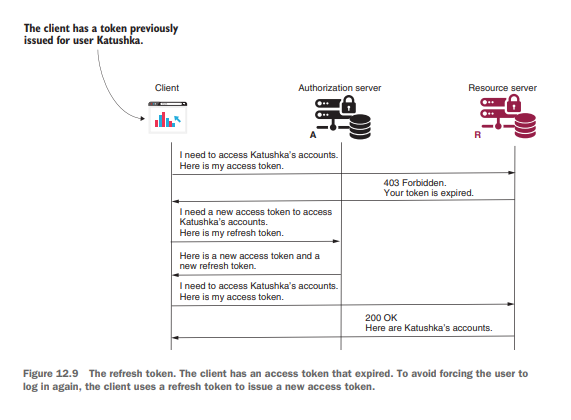 The client has a token previously
issued for user Katushka.
Client
Authorization server
Resource server
A
R
I need to access Katushka's accounts.
Here is my access token.
403 Forbidden.
Your token is expired.
I need a new access token to access
Katushka's accounts.
Here is my refresh token.
Here is a new access token and a
new refresh token.
I need to access Katushka's accounts.
Here is my access token.
200 OK
Here are Katushka's accounts.
Figure 12.9 The refresh token. The client has an access token that expired. To avoid forcing the user to
log in again, the client uses a refresh token to issue a new access token.